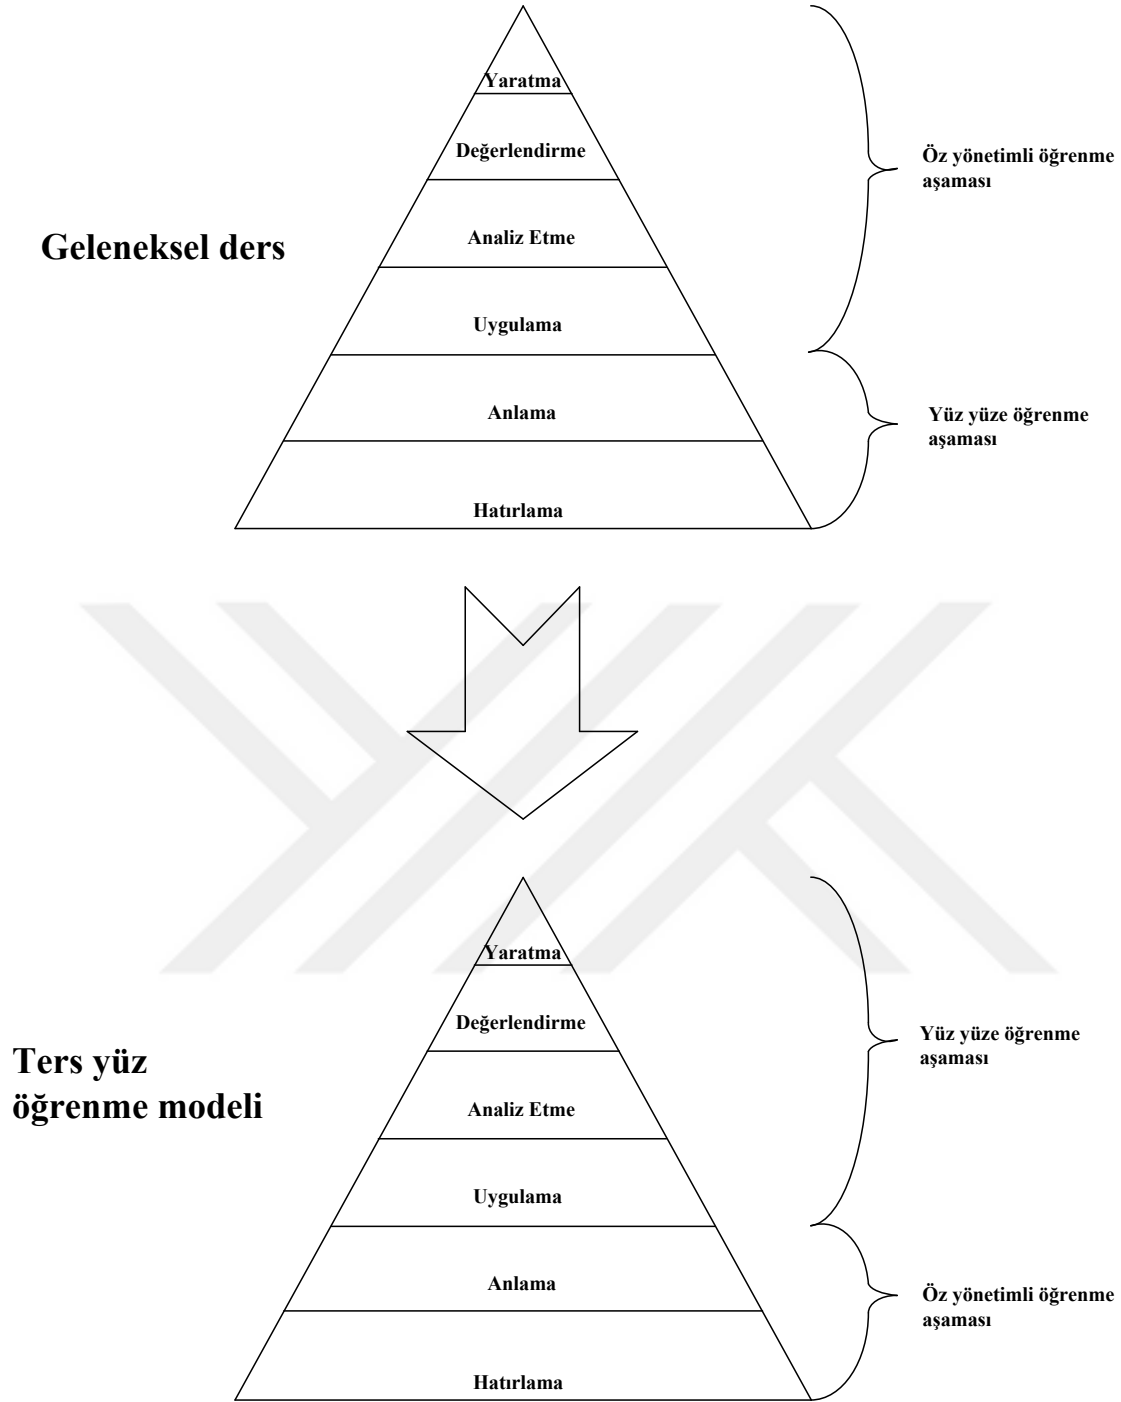 Yaratma
Değerlendirme
Öz yönetimli öğrenme
aşaması
Geleneksel ders
Analiz Etme
Uygulama
Anlama
Yüz yüze öğrenme
aşaması
Hatırlama
Yaratma
Değerlendirme
Yüz yüze öğrenme
aşaması
Ters yüz
öğrenme modeli
Analiz Etme
Uygulama
Anlama
Öz yönetimli öğrenme
aşaması
Hatırlama